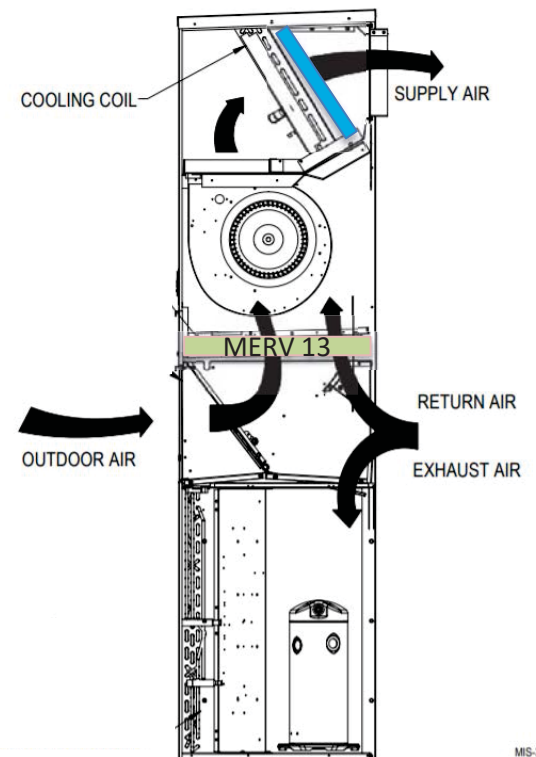 COOLING COIL
SUPPLY AIR
MERV 13
RETURN AIR
OUTDOOR AIR
EXHAUST AIR